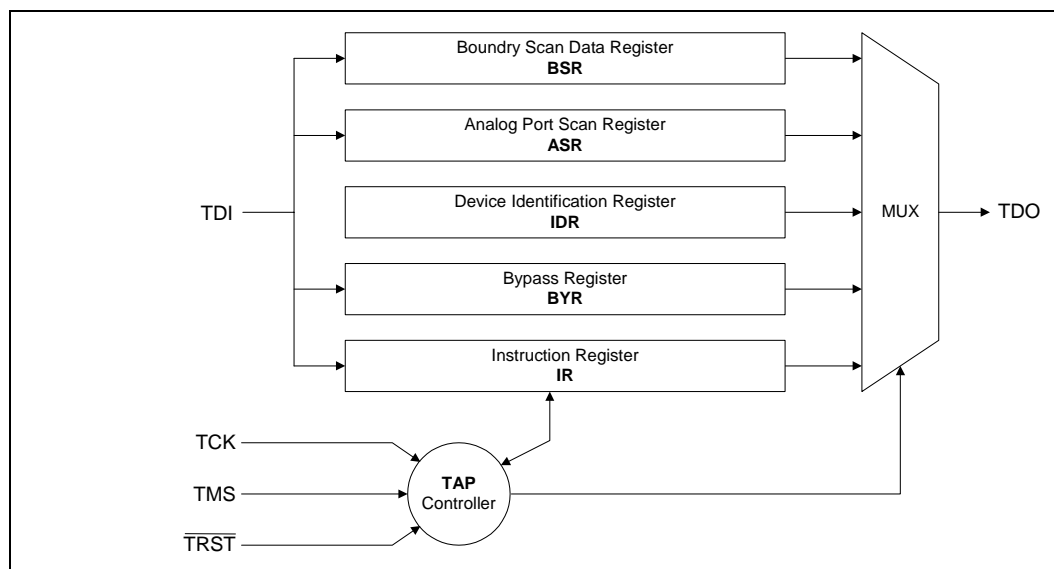 Boundry Scan Data Register
BSR
Analog Port Scan Register
ASR
TDI
Device Identification Register
IDR
MUX
TDO
Bypass Register
BYR
Instruction Register
IR
TCK
TMS
TAP
Controller
TRST